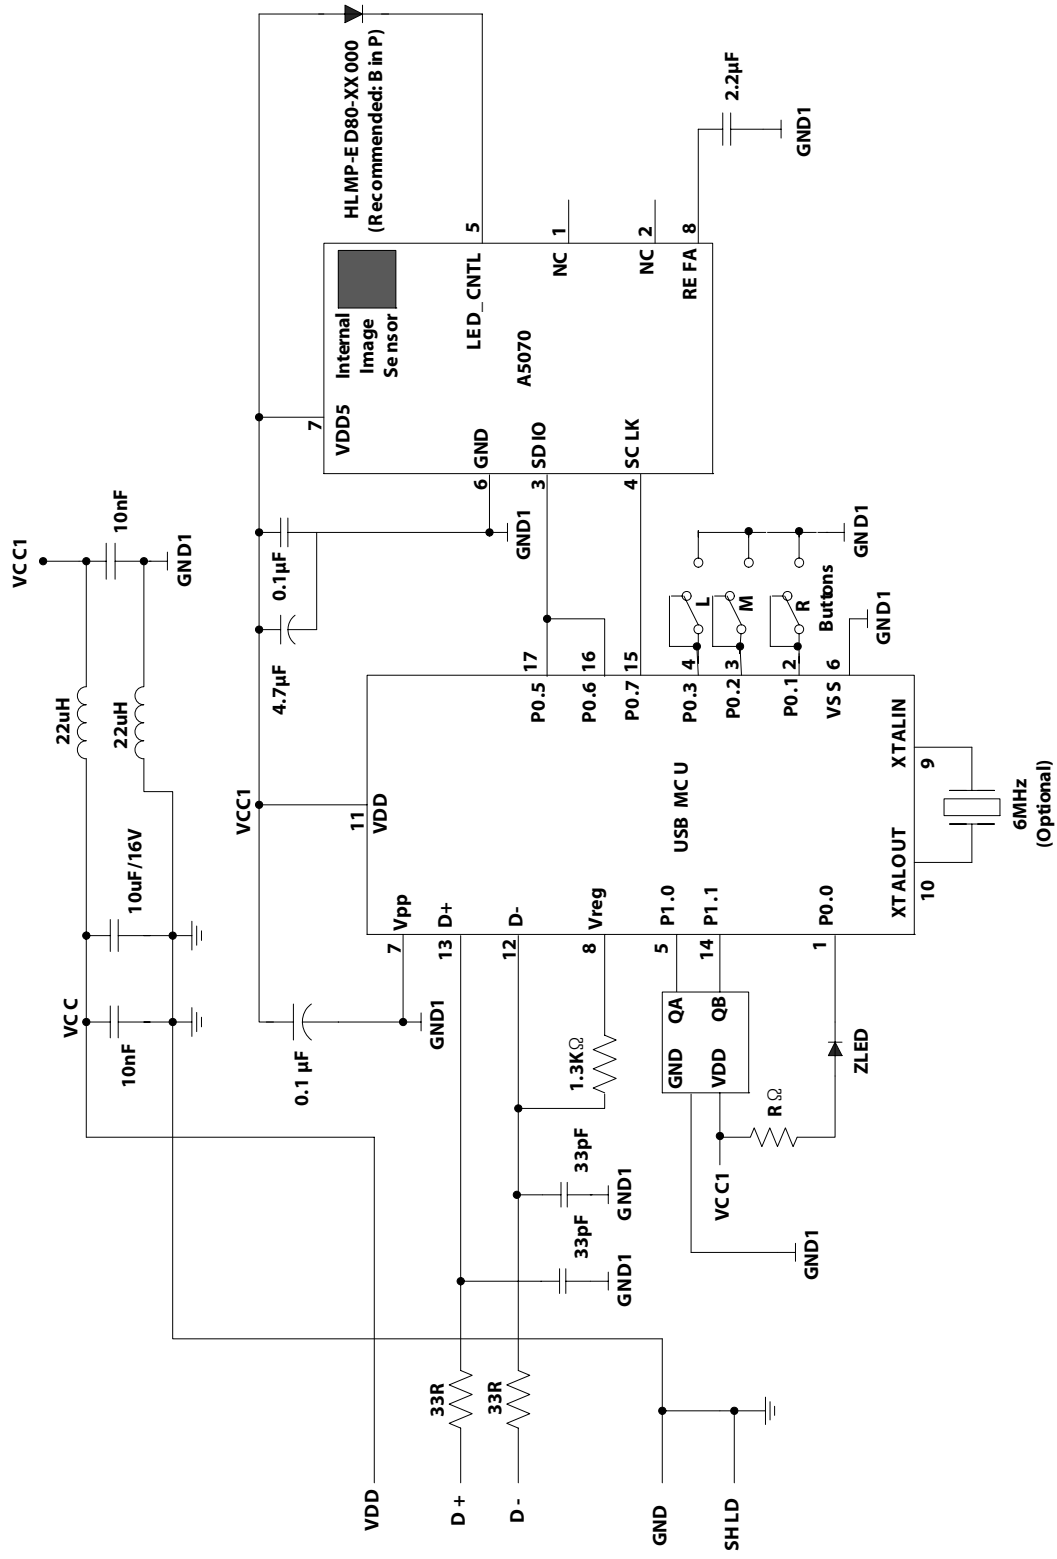 VCC1
10nF
GND1
22uH
22uH
10uF/16V
VCC
10nF
HLMP-ED80-XX000
(Recommended: Bin P)
VCC1
4.7µF
0.1µF
GND1
0.1 µF
GND1
7
VDD5
Internal
Image
Sensor
A5070
LED_CNTL
5
NC
1
NC
2
REFA
8
2.2µF
GND1
6
GND
3
SDIO
4
SCLK
11
VDD
USB MCU
7
Vpp
13
D+
12
D-
8
Vreg
5
P1.0
14
P1.1
1
P0.0
P0.5
17
P0.6
16
P0.7
15
P0.3
4
P0.2
3
P0.1
2
VSS
6
XTALIN
9
XTALOUT
10
6MHz
(Optional)
L
M
R
Buttons
GND1
GND1
1.3KΩ
33pF
GND1
33pF
GND1
GND
QA
VDD
QB
VCC1
GND1
R Ω
ZLED
33R
33R
VDD
D+
D-
GND
SHLD